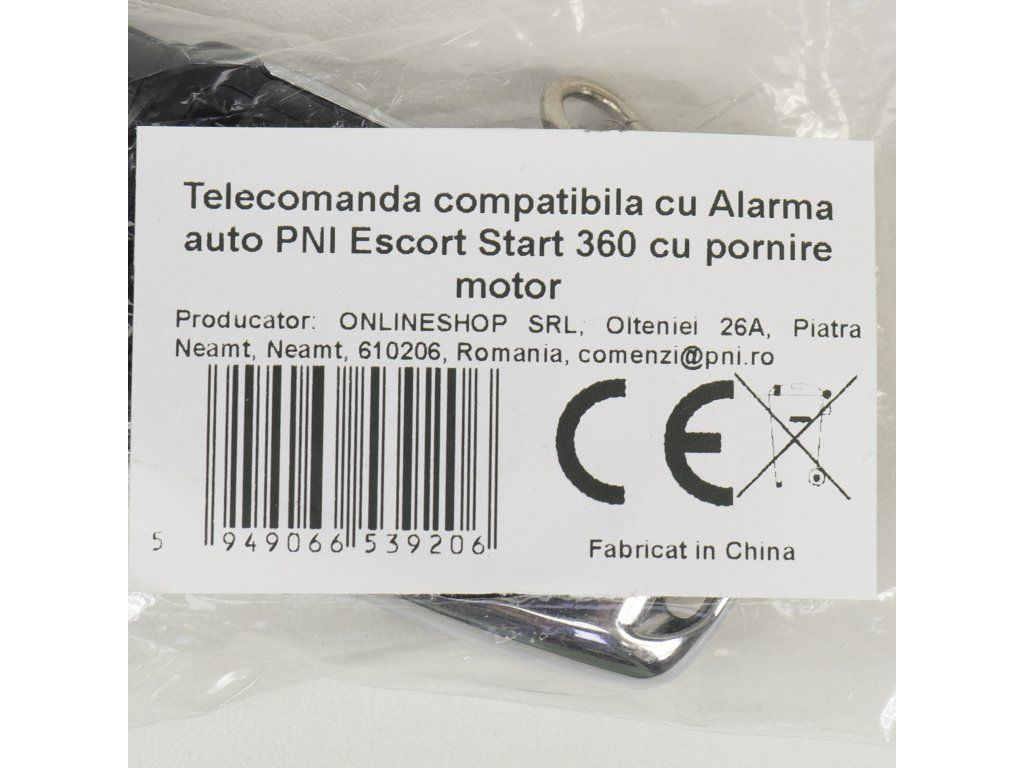 Telecomanda compatibila cu Alarma
auto PNI Escort Start 360 cu pornire
motor
Producator: ONLINESHOP SRL, Olteniei 26A, Piatra
Neamt, Neamt, 610206, Romania, comenzi@pni.ro
CE
5 949066 539206
Fabricat in China